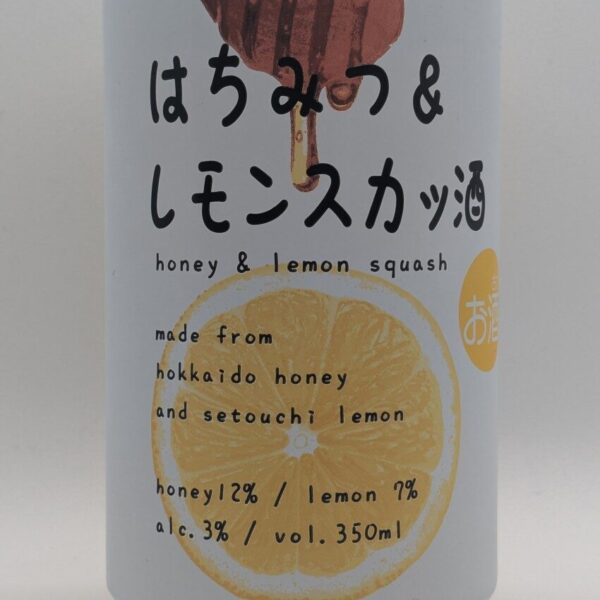 はちみつ&
レモンスカッ酒
honey & lemon squash
お酒
made from
hokkaido honey
and setouchi lemon
honey12% / lemon 7%
alc.3% / vol.350ml